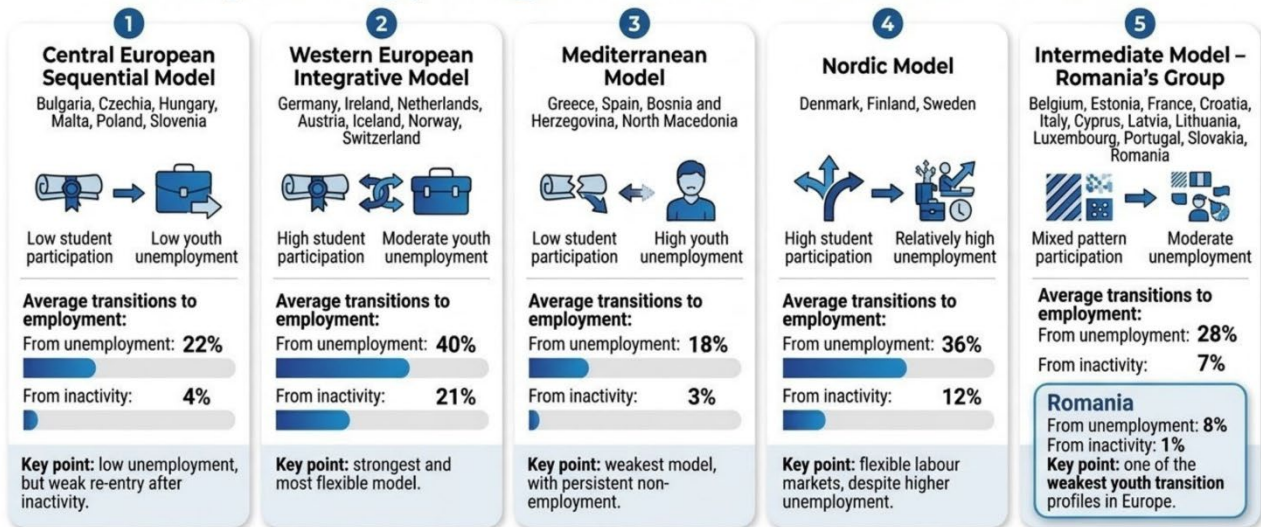 1
Central European
Sequential Model
Bulgaria, Czechia, Hungary,
Malta, Poland, Slovenia
Low student
participation
Low youth
unemployment
Average transitions to
employment:
From unemployment: 22%
From inactivity: 4%
Key point: low unemployment,
but weak re-entry after
inactivity.
2
Western European
Integrative Model
Germany, Ireland, Netherlands,
Austria, Iceland, Norway,
Switzerland
High student
participation
Moderate youth
unemployment
Average transitions to
employment:
From unemployment: 40%
From inactivity: 21%
Key point: strongest and
most flexible model.
3
Mediterranean
Model
Greece, Spain, Bosnia and
Herzegovina, North Macedonia
Low student
participation
High youth
unemployment
Average transitions to
employment:
From unemployment: 18%
From inactivity: 3%
Key point: weakest model,
with persistent non-
employment.
4
Nordic Model
Denmark, Finland, Sweden
High student
participation
Relatively high
unemployment
Average transitions to
employment:
From unemployment: 36%
From inactivity: 12%
Key point: flexible labour
markets, despite higher
unemployment.
5
Intermediate Model –
Romania's Group
Belgium, Estonia, France, Croatia,
Italy, Cyprus, Latvia, Lithuania,
Luxembourg, Portugal, Slovakia,
Romania
Mixed pattern
participation
Moderate
unemployment
Average transitions to
employment:
From unemployment: 28%
From inactivity: 7%
Romania
From unemployment: 8%
From inactivity: 1%
Key point: one of the
weakest youth transition
profiles in Europe.